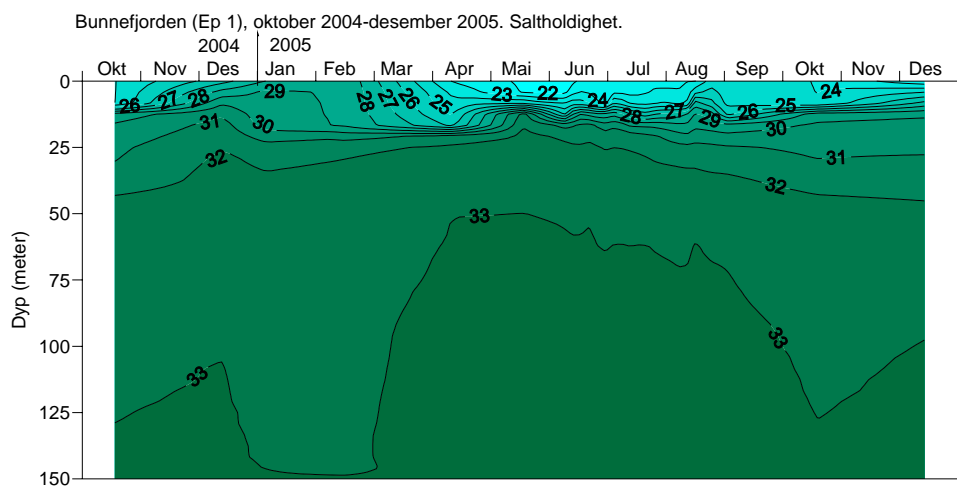 Bunnefjorden (Ep 1), oktober 2004-desember 2005. Saltholdighet.
2004 2005
Okt Nov Des Jan Feb Mar Apr Mai Jun Jul Aug Sep Okt Nov Des
0
26 27 28 29 28 27 26 25 23 22 24 28 27 29 26 25 24
31 30 30
25
32 31
32
50
33
Dyp (meter)
75
100
33
33
125
150